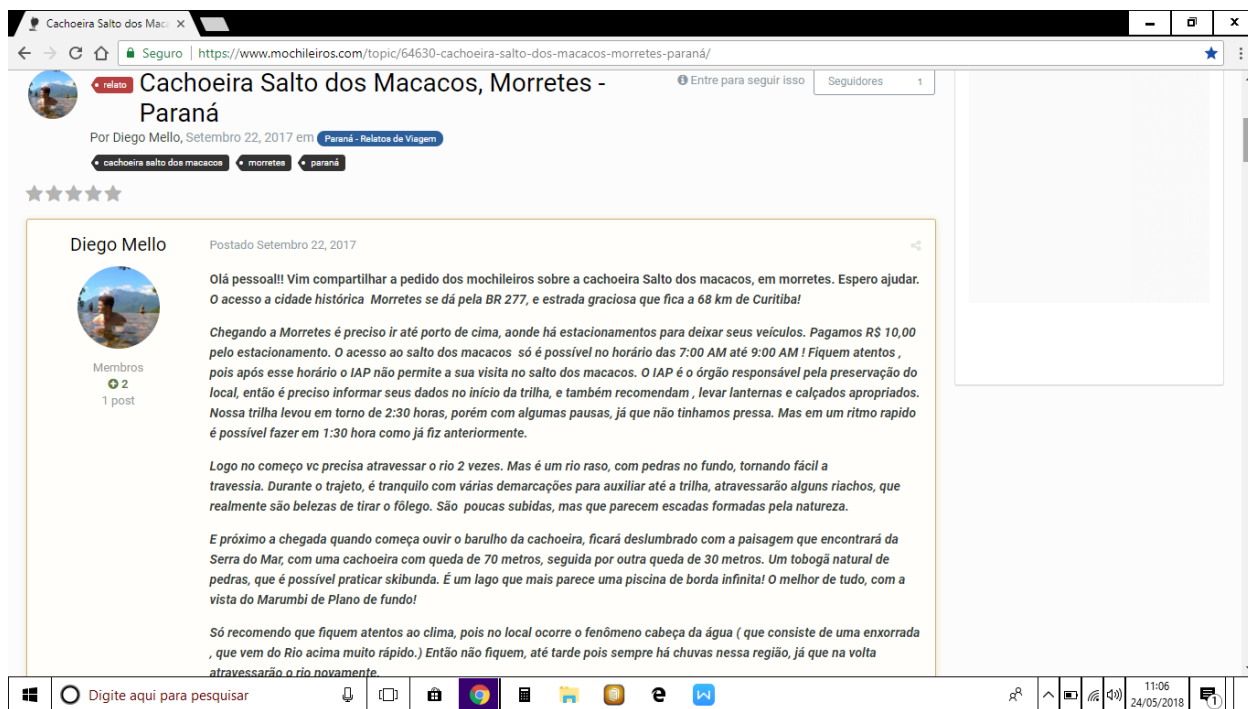 Cachoeira Salto dos Maca
Seguro
https://www.mochileiros.com/topic/64630-cachoeira-salto-dos-macacos-morretes-paraná/
relato
Cachoeira Salto dos Macacos, Morretes -
Paraná
Entre para seguir isso
Seguidores 1
Por Diego Mello, Setembro 22, 2017 em Paraná - Relatos de Viagem
cachoeira salto dos macacos
morretes
paraná
Diego Mello
Membros
2
1 post
Postado Setembro 22, 2017
Olá pessoal!! Vim compartilhar a pedido dos mochileiros sobre a cachoeira Salto dos macacos, em morretes. Espero ajudar.
O acesso a cidade histórica Morretes se dá pela BR 277, e estrada graciosa que fica a 68 km de Curitiba!
Chegando a Morretes é preciso ir até porto de cima, aonde há estacionamentos para deixar seus veículos. Pagamos R$ 10,00
pelo estacionamento. O acesso ao salto dos macacos só é possível no horário das 7:00 AM até 9:00 AM ! Fiquem atentos ,
pois após esse horário o IAP não permite a sua visita no salto dos macacos. O IAP é o órgão responsável pela preservação do
local, então é preciso informar seus dados no início da trilha, e também recomendam , levar lanternas e calçados apropriados.
Nossa trilha levou em torno de 2:30 horas, porém com algumas pausas, já que não tinhamos pressa. Mas em um ritmo rapido
é possível fazer em 1:30 hora como já fiz anteriormente.
Logo no começo vc precisa atravessar o rio 2 vezes. Mas é um rio raso, com pedras no fundo, tornando fácil a
travessia. Durante o trajeto, é tranquilo com várias demarcações para auxiliar até a trilha, atravessarão alguns riachos, que
realmente são belezas de tirar o fôlego. São poucas subidas, mas que parecem escadas formadas pela natureza.
E próximo a chegada quando começa ouvir o barulho da cachoeira, ficará deslumbrado com a paisagem que encontrará da
Serra do Mar, com uma cachoeira com queda de 70 metros, seguida por outra queda de 30 metros. Um tobogã natural de
pedras, que é possível praticar skibunda. É um lago que mais parece uma piscina de borda infinita! O melhor de tudo, com a
vista do Marumbi de Plano de fundo!
Só recomendo que fiquem atentos ao clima, pois no local ocorre o fenômeno cabeça da água ( que consiste de uma enxorrada
, que vem do Rio acima muito rápido.) Então não fiquem, até tarde pois sempre há chuvas nessa região, já que na volta
atravessarão o rio novamente.
Digite aqui para pesquisar
11:06
24/05/2018
1